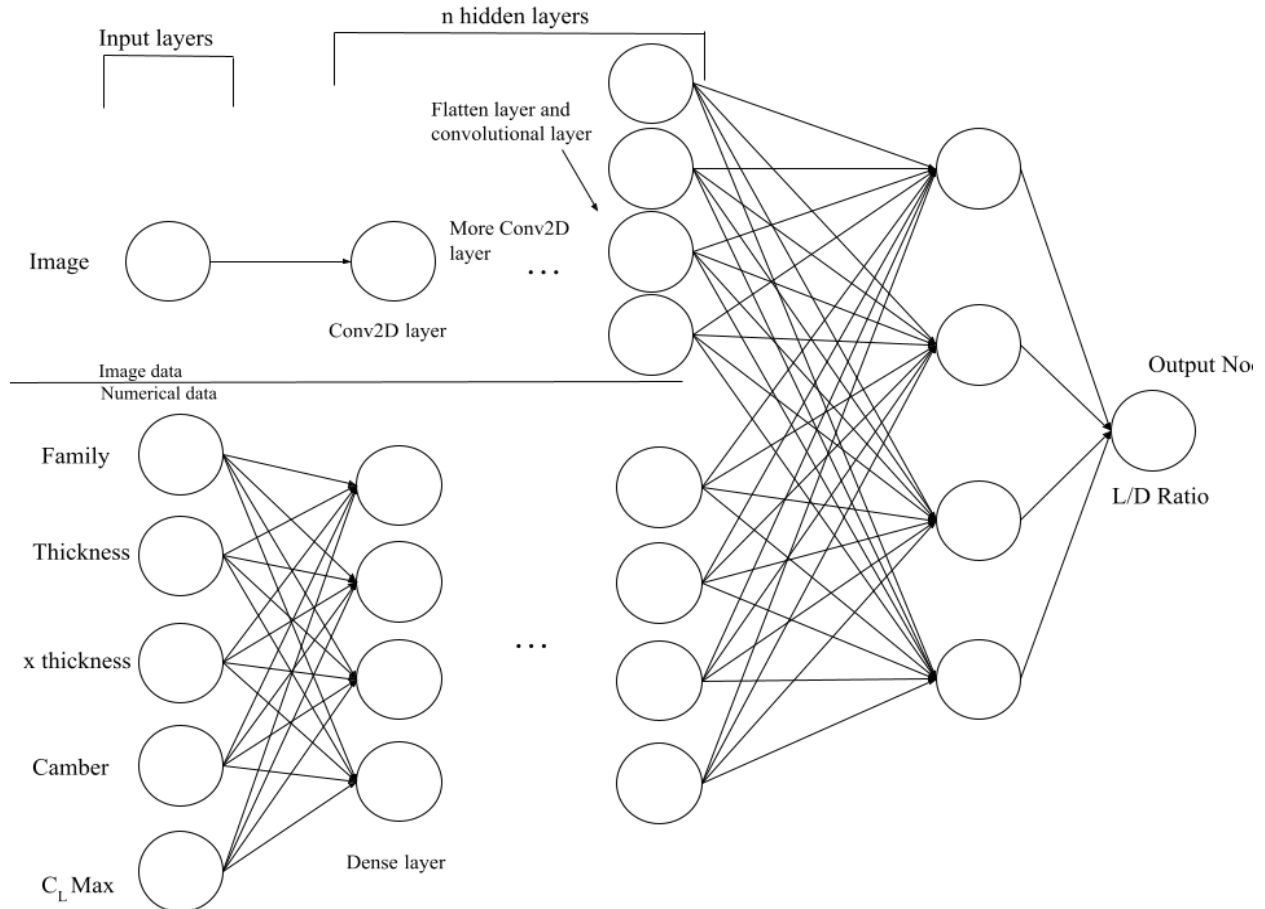 n hidden layers
Input layers
Flatten layer and
convolutional layer
More Conv2D
layer
...
Image
Conv2D layer
Image data
Numerical data
Output No
Family
L/D Ratio
Thickness
x thickness
...
Camber
Dense layer
C_L Max